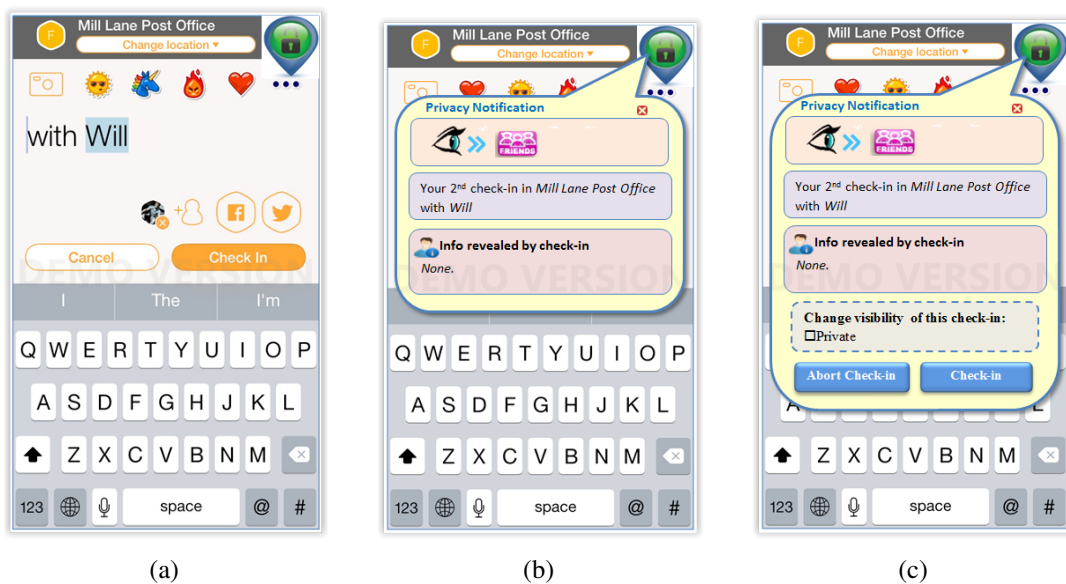 F
Mill Lane Post Office
Change location ▾
with Will
Cancel
Check In
DEMO VERSION
I The I'm
Q W E R T Y U I O P
A S D F G H J K L
Z X C V B N M
123 space @ #
(a)
F
Mill Lane Post Office
Change location ▾
Privacy Notification
FRIENDS
Your 2nd check-in in Mill Lane Post Office
with Will
Info revealed by check-in
None.
DEMO VERSION
Q W E R T Y U I O P
A S D F G H J K L
Z X C V B N M
123 space @ #
(b)
F
Mill Lane Post Office
Change location ▾
Privacy Notification
FRIENDS
Your 2nd check-in in Mill Lane Post Office
with Will
Info revealed by check-in
None.
DEMO VERSION
Change visibility of this check-in:
☐Private
Abort Check-in Check-in
A L
Z X C V B N M
123 space @ #
(c)